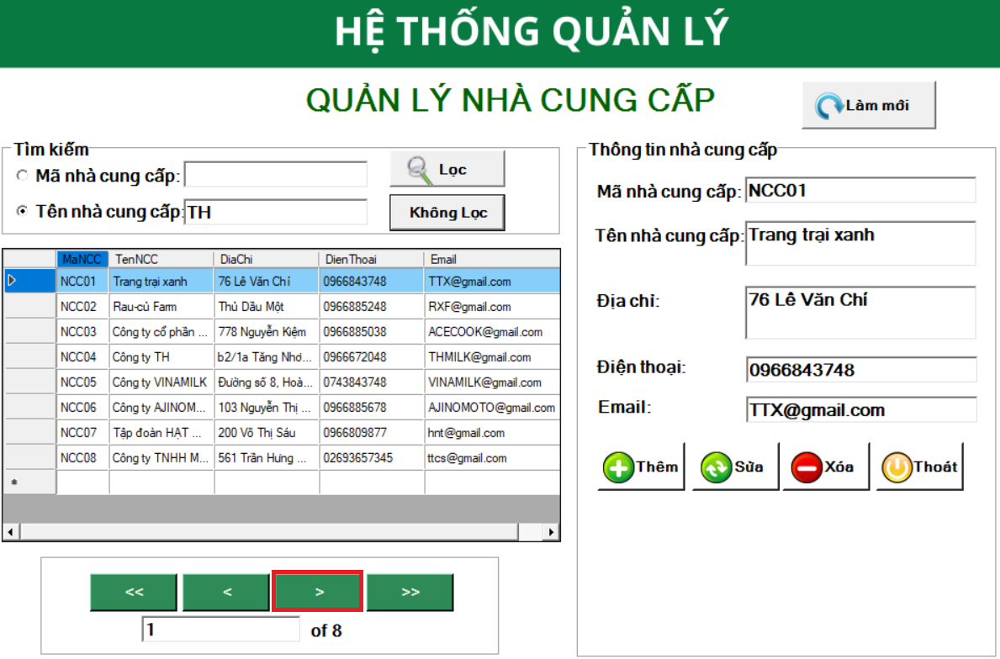 HỆ THỐNG QUẢN LÝ
QUẢN LÝ NHÀ CUNG CẤP
Làm mới
Tìm kiếm
Mã nhà cung cấp:
Lọc
Tên nhà cung cấp: TH
Không Lọc
MaNCC TenNCC DiaChi DienThoai Email
NCC01 Trang trại xanh 76 Lê Văn Chí 0966843748 TTX@gmail.com
NCC02 Rau-củ Farm Thủ Dầu Một 0966885248 RXF@gmail.com
NCC03 Công ty cổ phần ... 778 Nguyễn Kiệm 0966885038 ACECOOK@gmail.com
NCC04 Công ty TH b2/1a Tăng Nhơ... 0966672048 THMILK@gmail.com
NCC05 Công ty VINAMILK Đường số 8, Hoà... 0743843748 VINAMILK@gmail.com
NCC06 Công ty AJINOM... 103 Nguyễn Thị ... 0966885678 AJINOMOTO@gmail.com
NCC07 Tập đoàn HẠT ... 200 Võ Thị Sáu 0966809877 hnt@gmail.com
NCC08 Công ty TNHH M... 561 Trần Hưng ... 02693657345 ttcs@gmail.com
*
<< < > >>
1 of 8
Thông tin nhà cung cấp
Mã nhà cung cấp: NCC01
Tên nhà cung cấp: Trang trại xanh
Địa chỉ: 76 Lê Văn Chí
Điện thoại: 0966843748
Email: TTX@gmail.com
Thêm Sửa Xóa Thoát